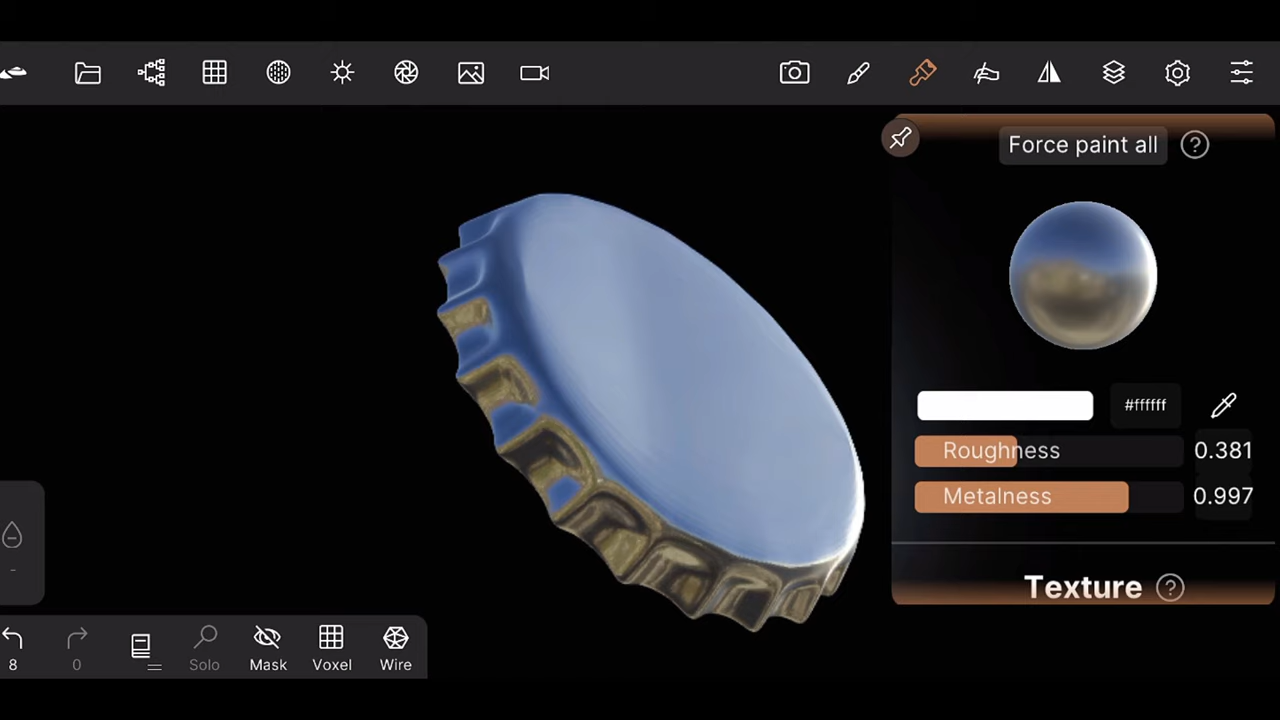 Force paint all ?
#ffffff
Roughness 0.381
Metalness 0.997
Texture ?
8 0 Solo Mask Voxel Wire